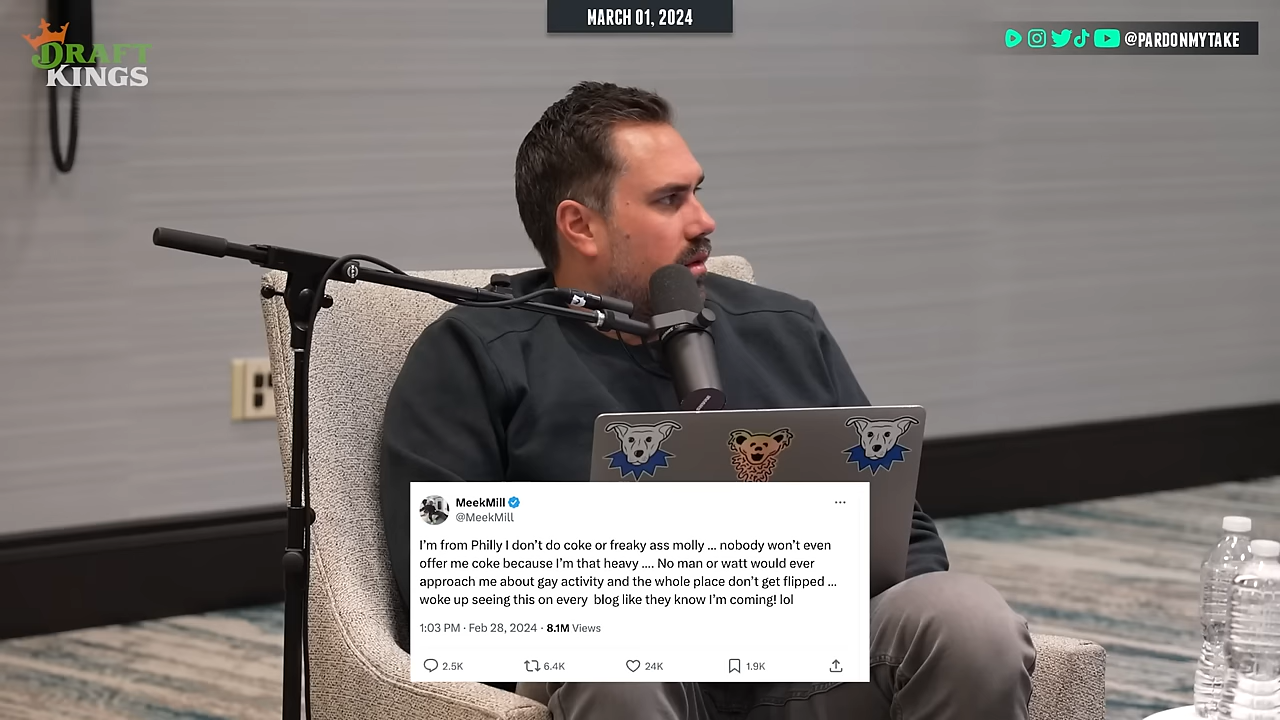 MARCH 01, 2024
DRAFT
KINGS
@PARDONMYTAKE
MeekMill
@MeekMill
I'm from Philly I don't do coke or freaky ass molly ... nobody won't even
offer me coke because I'm that heavy .... No man or watt would ever
approach me about gay activity and the whole place don't get flipped ...
woke up seeing this on every blog like they know I'm coming! lol
1:03 PM · Feb 28, 2024 · 8.1M Views
2.5K 6.4K 24K 1.9K